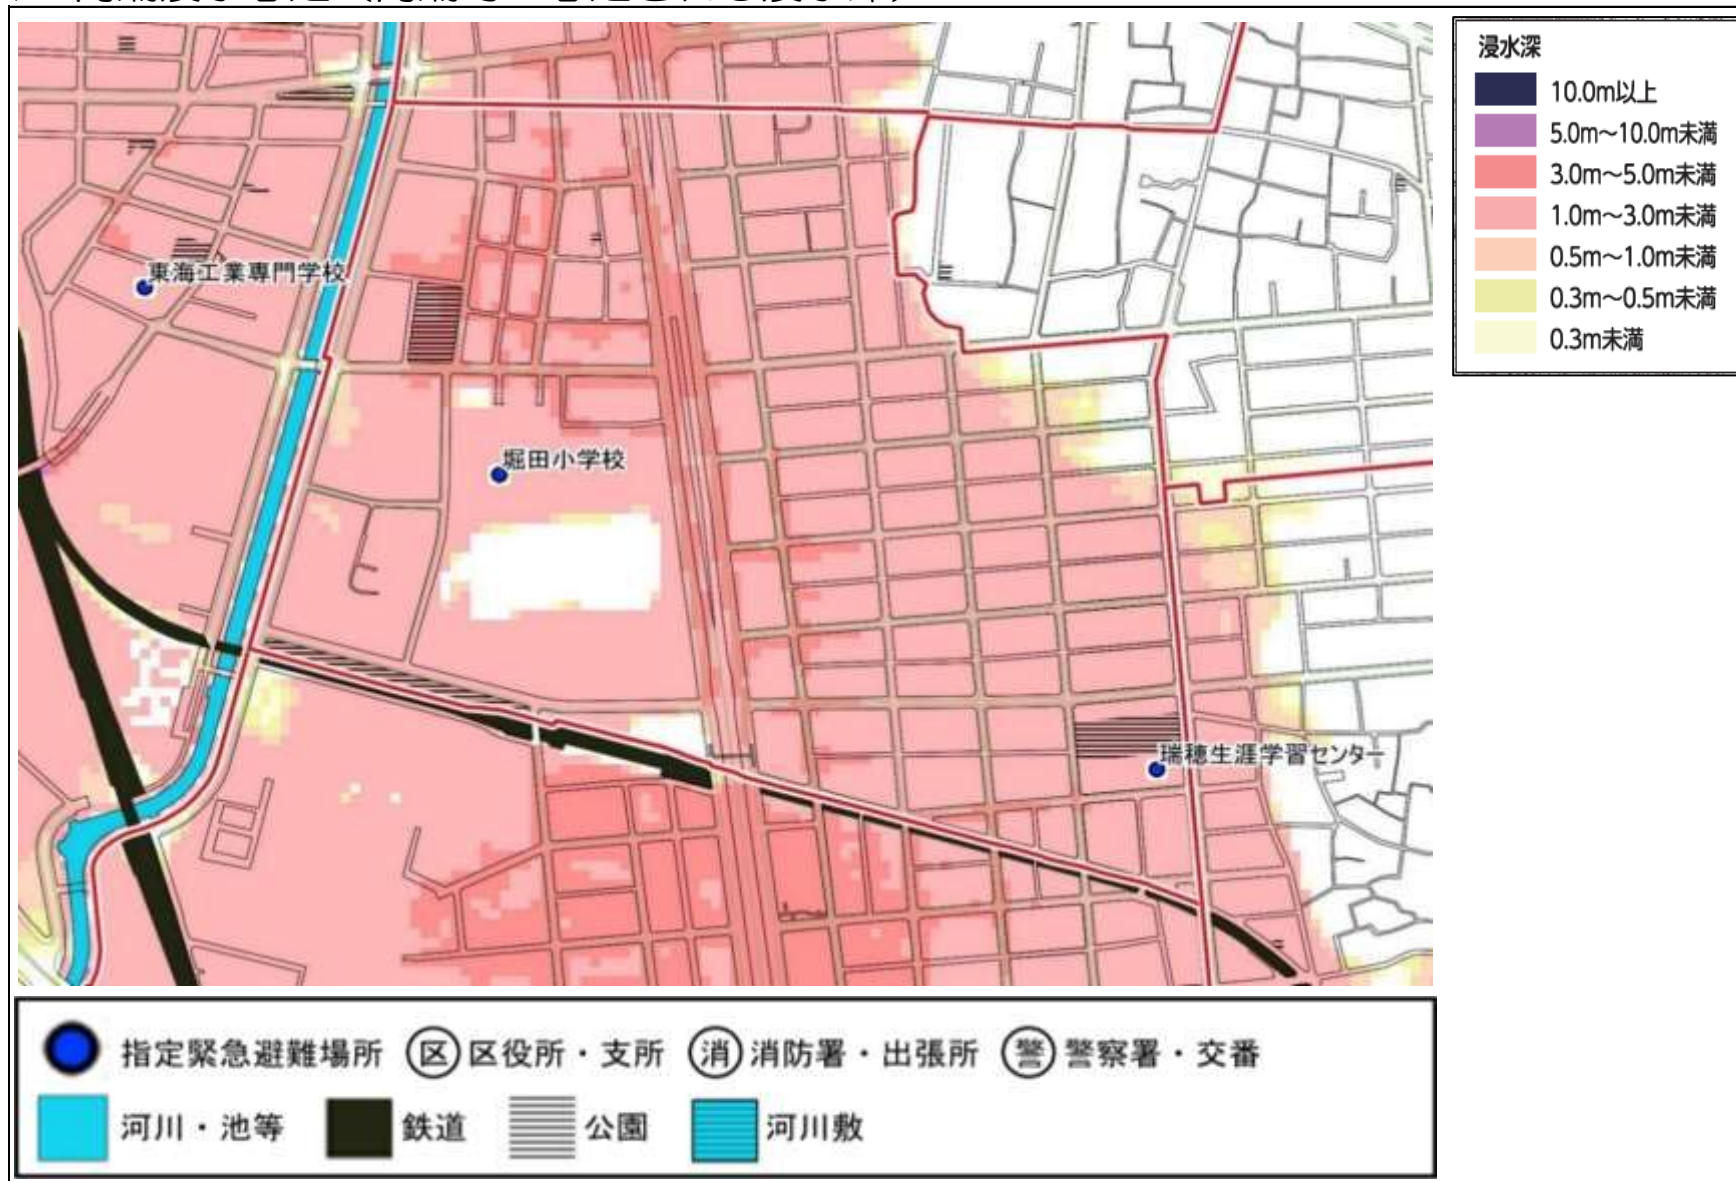 浸水深
10.0m以上
5.0m～10.0m未満
3.0m～5.0m未満
1.0m～3.0m未満
0.5m～1.0m未満
0.3m～0.5m未満
0.3m未満
東海工業専門学校
堀田小学校
瑞穂生涯学習センター
指定緊急避難場所 区 区役所・支所 消 消防署・出張所 警 警察署・交番
河川・池等 鉄道 公園 河川敷